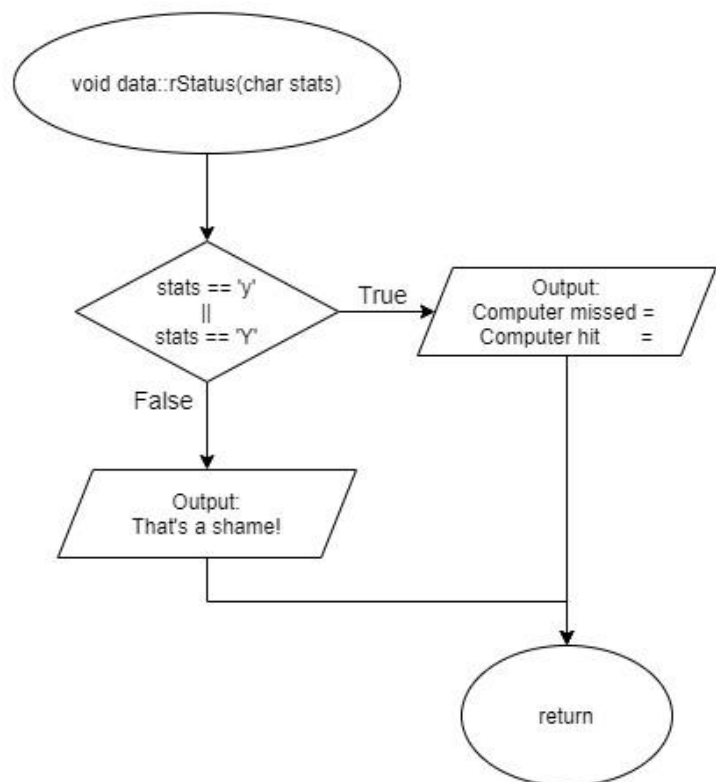 void data::rStatus(char stats)
stats == 'y'
||
stats == 'Y'
True
Output:
Computer missed =
Computer hit =
False
Output:
That's a shame!
return